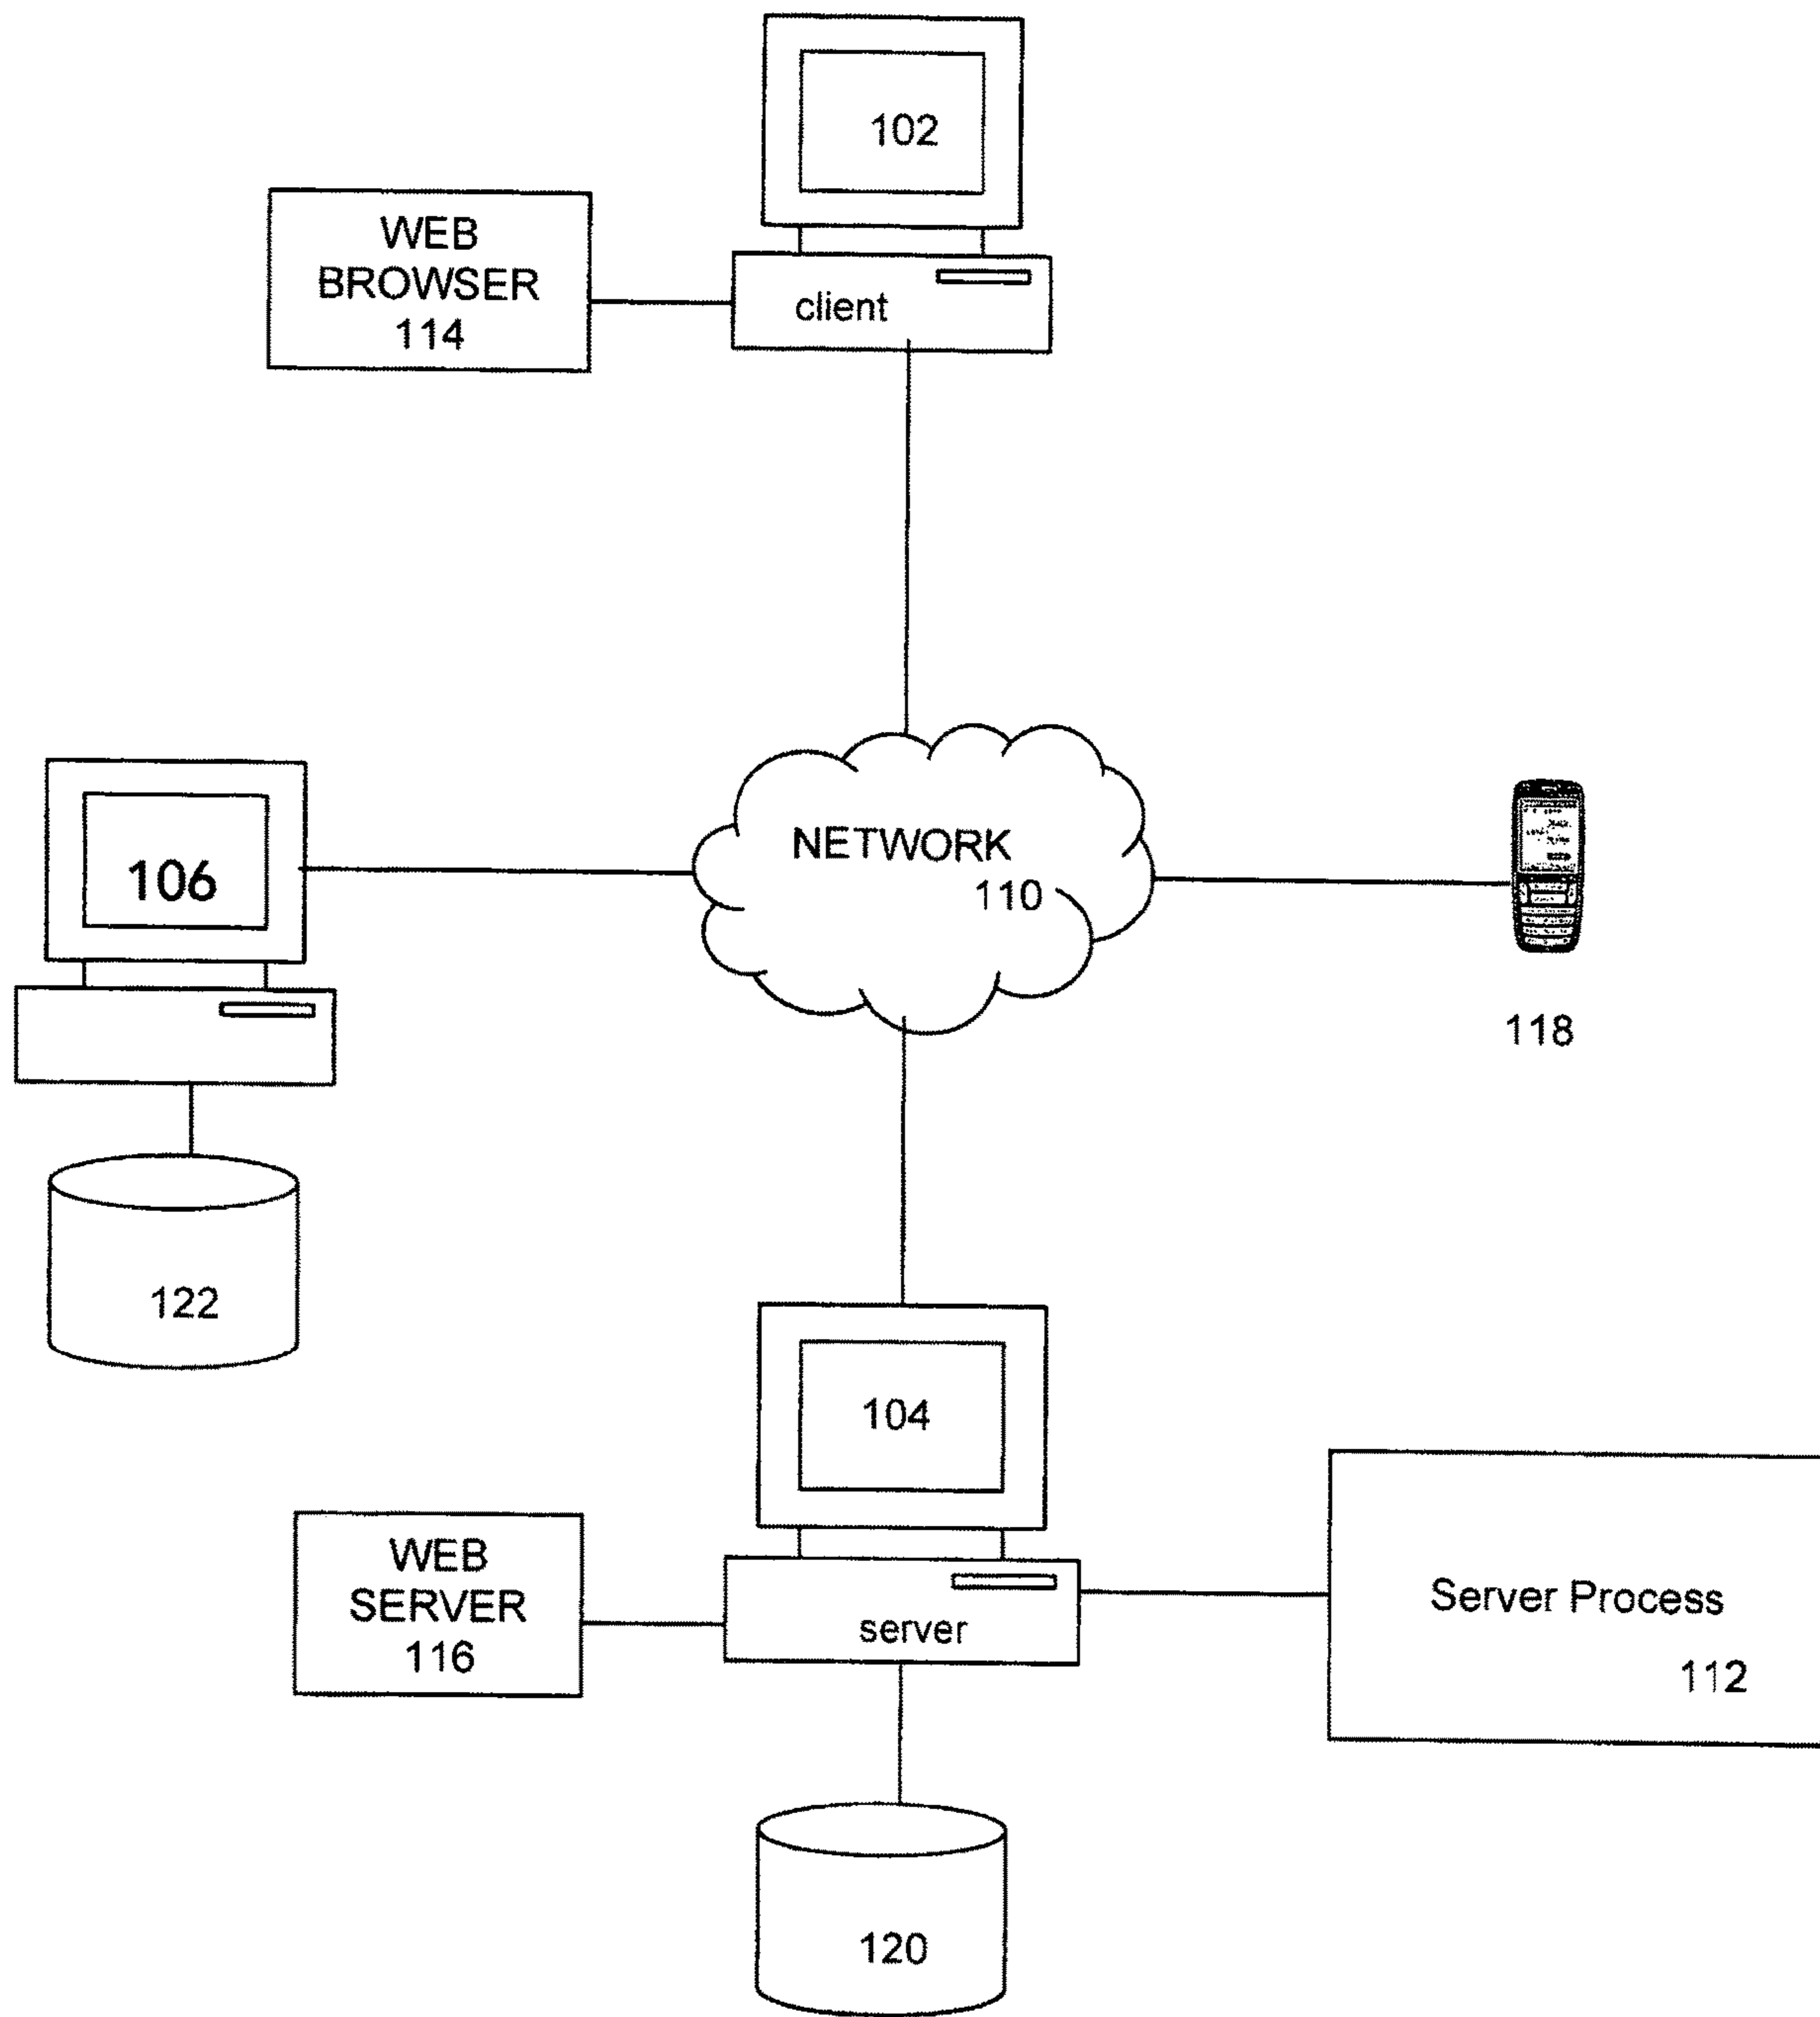 102
WEB
BROWSER
114
client
NETWORK
110
106
118
122
104
WEB
SERVER
116
server
Server Process
112
120